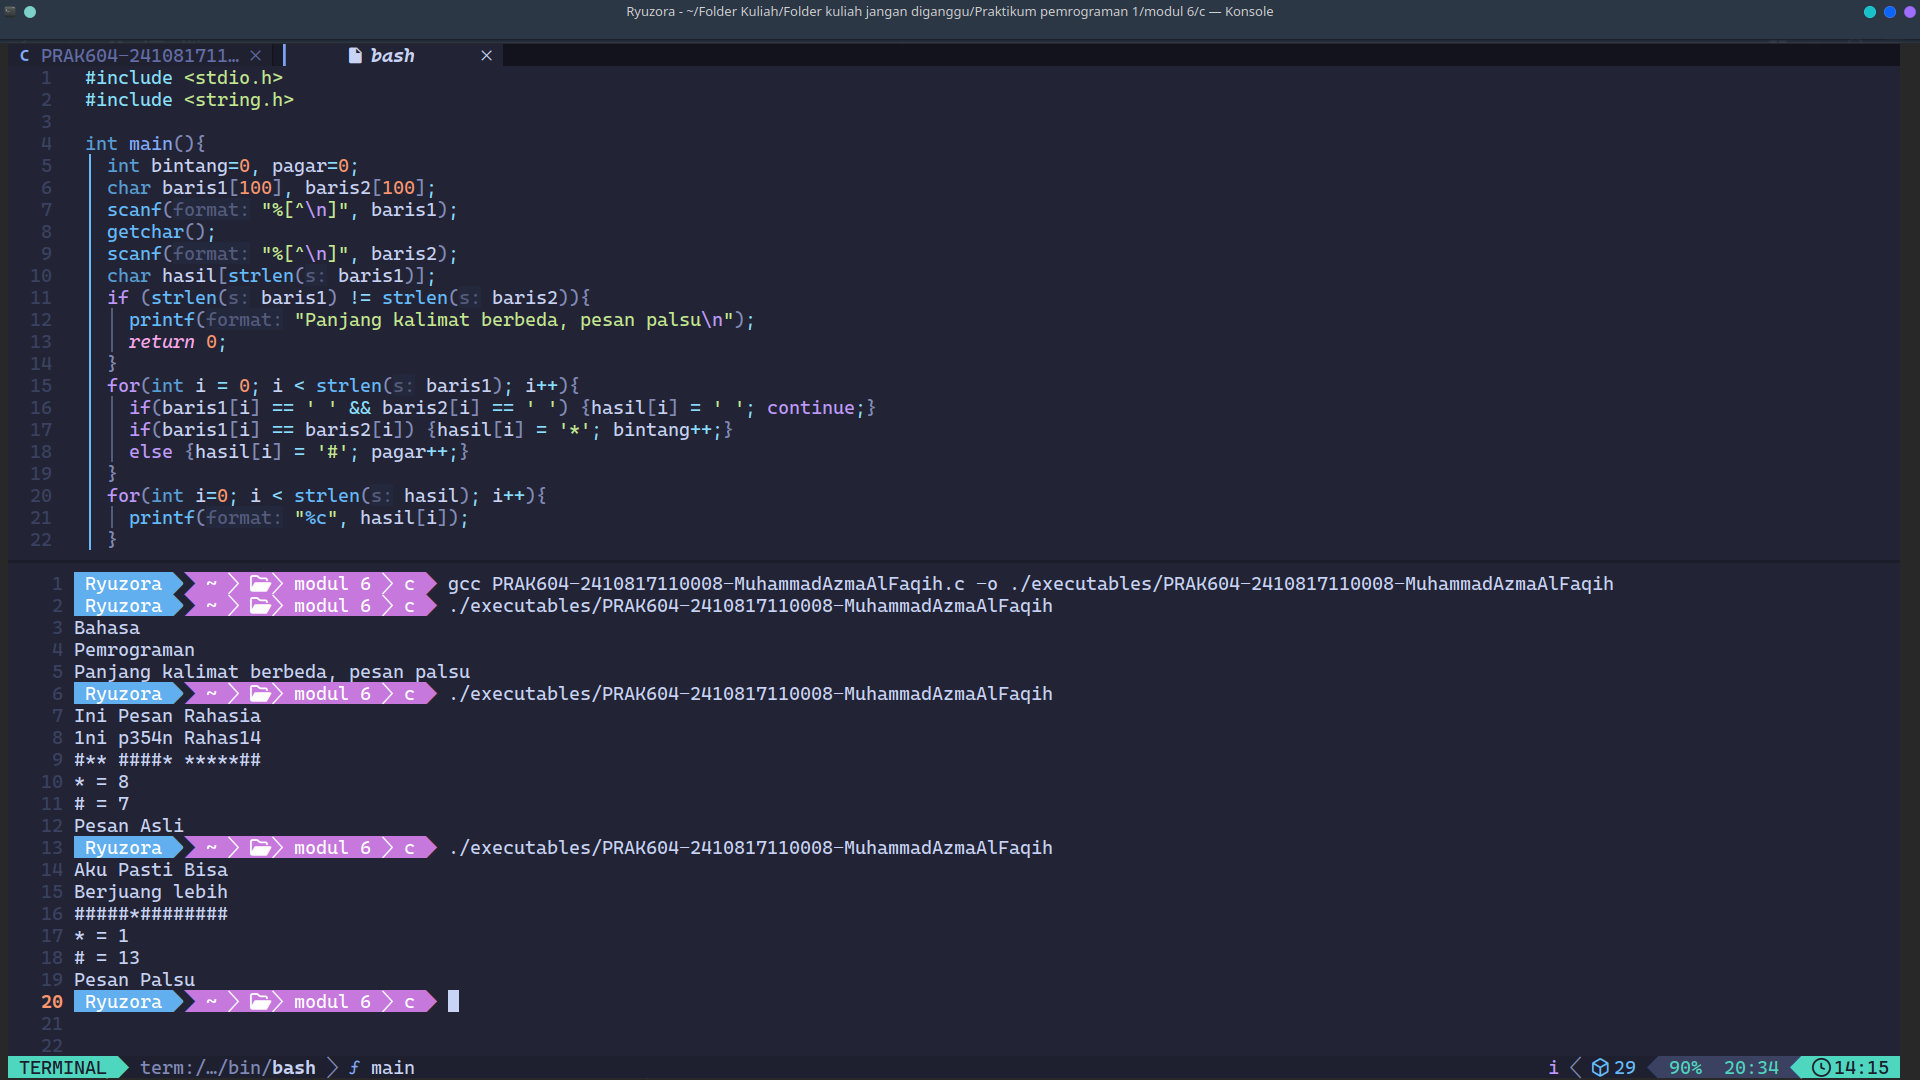 Ryuzora - ~/Folder Kuliah/Folder kuliah jangan diganggu/Praktikum pemrograman 1/modul 6/c — Konsole
C PRAK604-241081711… × bash ×
1 #include <stdio.h>
2 #include <string.h>
3
4 int main(){
5 int bintang=0, pagar=0;
6 char baris1[100], baris2[100];
7 scanf(format: "%[^\n]", baris1);
8 getchar();
9 scanf(format: "%[^\n]", baris2);
10 char hasil[strlen(s: baris1)];
11 if (strlen(s: baris1) != strlen(s: baris2)){
12 printf(format: "Panjang kalimat berbeda, pesan palsu\n");
13 return 0;
14 }
15 for(int i = 0; i < strlen(s: baris1); i++){
16 if(baris1[i] == ' ' && baris2[i] == ' ') {hasil[i] = ' '; continue;}
17 if(baris1[i] == baris2[i]) {hasil[i] = '*'; bintang++;}
18 else {hasil[i] = '#'; pagar++;}
19 }
20 for(int i=0; i < strlen(s: hasil); i++){
21 printf(format: "%c", hasil[i]);
22 }
1 Ryuzora ~ modul 6 c gcc PRAK604-2410817110008-MuhammadAzmaAlFaqih.c -o ./executables/PRAK604-2410817110008-MuhammadAzmaAlFaqih
2 Ryuzora ~ modul 6 c ./executables/PRAK604-2410817110008-MuhammadAzmaAlFaqih
3 Bahasa
4 Pemrograman
5 Panjang kalimat berbeda, pesan palsu
6 Ryuzora ~ modul 6 c ./executables/PRAK604-2410817110008-MuhammadAzmaAlFaqih
7 Ini Pesan Rahasia
8 1ni p354n Rahas14
9 #** ####* *****##
10 * = 8
11 # = 7
12 Pesan Asli
13 Ryuzora ~ modul 6 c ./executables/PRAK604-2410817110008-MuhammadAzmaAlFaqih
14 Aku Pasti Bisa
15 Berjuang lebih
16 #####*########
17 * = 1
18 # = 13
19 Pesan Palsu
20 Ryuzora ~ modul 6 c
21
22
TERMINAL term:/…/bin/bash f main i 29 90% 20:34 14:15